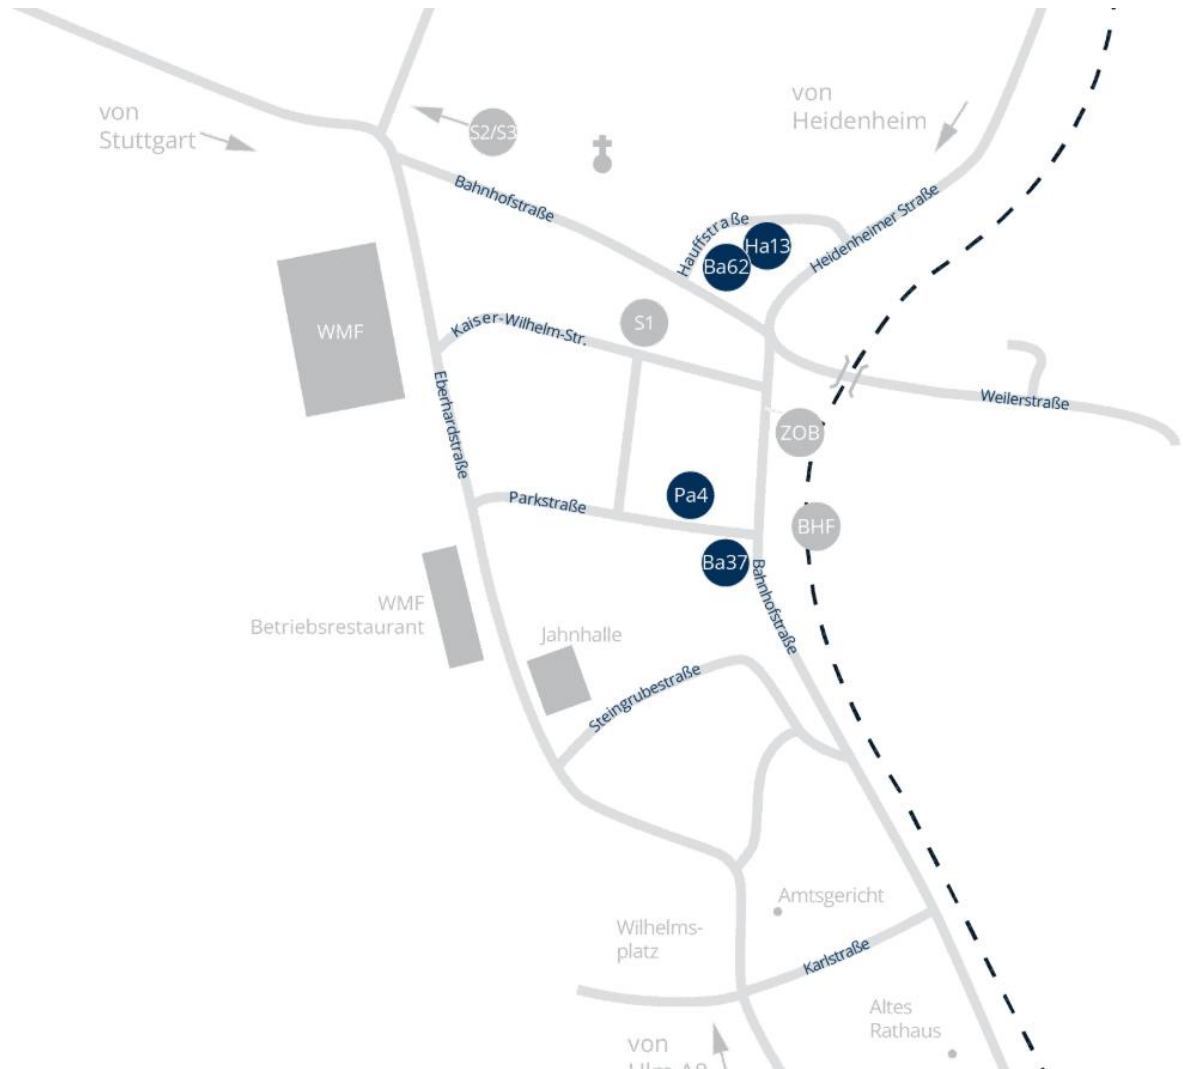 von
Stuttgart
S2/S3
von
Heidenheim
Bahnhofstraße
Hauffstraße
Ha13
Ba62
Heidenheimer Straße
S1
WMF
Kaiser-Wilhelm-Str.
Eberhardstraße
Weilerstraße
ZOB
Parkstraße
Pa4
BHF
Ba37
Bahnhofstraße
WMF
Betriebsrestaurant
Jahnhalle
Steingrubestraße
Amtsgericht
Wilhelms-
platz
Karlstraße
Altes
Rathaus
von